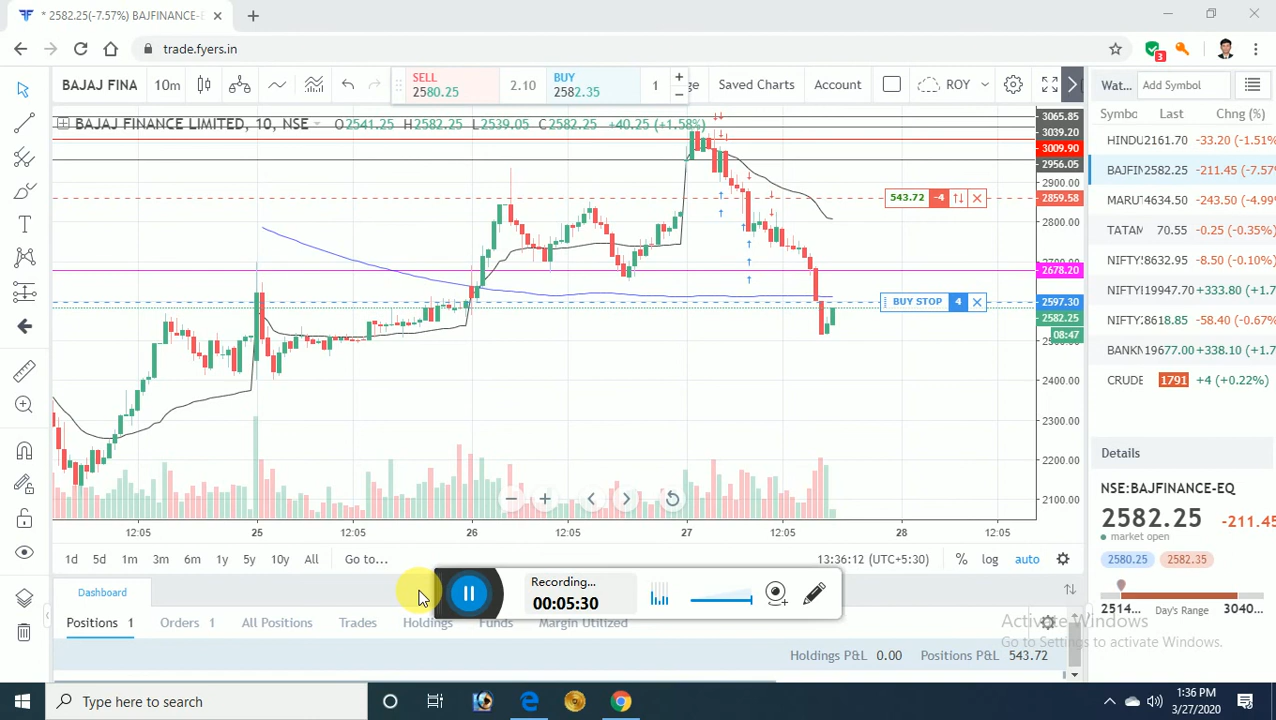 * 2582.25(-7.57%) BAJFINANCE-E
trade.fyers.in
3
BAJAJ FINA 10m
SELL
2580.25
2.10
BUY
2582.35
1
ge Saved Charts Account ROY
Wat... Add Symbol
BAJAJ FINANCE LIMITED, 10, NSE O2541.25 H2582.25 L2539.05 C2582.25 +40.25 (+1.58%)
Symbo Last Chng (%)
HINDU 2161.70 -33.20 (-1.51%
BAJFIN 2582.25 -211.45 (-7.57%
MARUT 4634.50 -243.50 (-4.99%
TATAM 70.55 -0.25 (-0.35%)
NIFTY 8632.95 -8.50 (-0.10%)
NIFTY 19947.70 +333.80 (+1.7
NIFTY 8618.85 -58.40 (-0.67%
BANKN 19677.00 +338.10 (+1.7
CRUDE 1791 +4 (+0.22%)
3065.85
3039.20
3009.90
2956.05
2900.00
2859.58
2800.00
2678.20
2597.30
2582.25
08:47
2400.00
2300.00
2200.00
2100.00
543.72 -4
BUY STOP 4
12:05 25 12:05 26 12:05 27 12:05 28 12:05
1d 5d 1m 3m 6m 1y 5y 10y All Go to...
13:36:12 (UTC+5:30) % log auto
Details
NSE:BAJFINANCE-EQ
2582.25 -211.45
market open
2580.25 2582.35
2514... Day's Range 3040...
Dashboard
Recording...
00:05:30
Positions 1 Orders 1 All Positions Trades Holdings Funds Margin Utilized
Holdings P&L 0.00 Positions P&L 543.72
Activate Windows
Go to Settings to activate Windows.
Type here to search
1:36 PM
3/27/2020